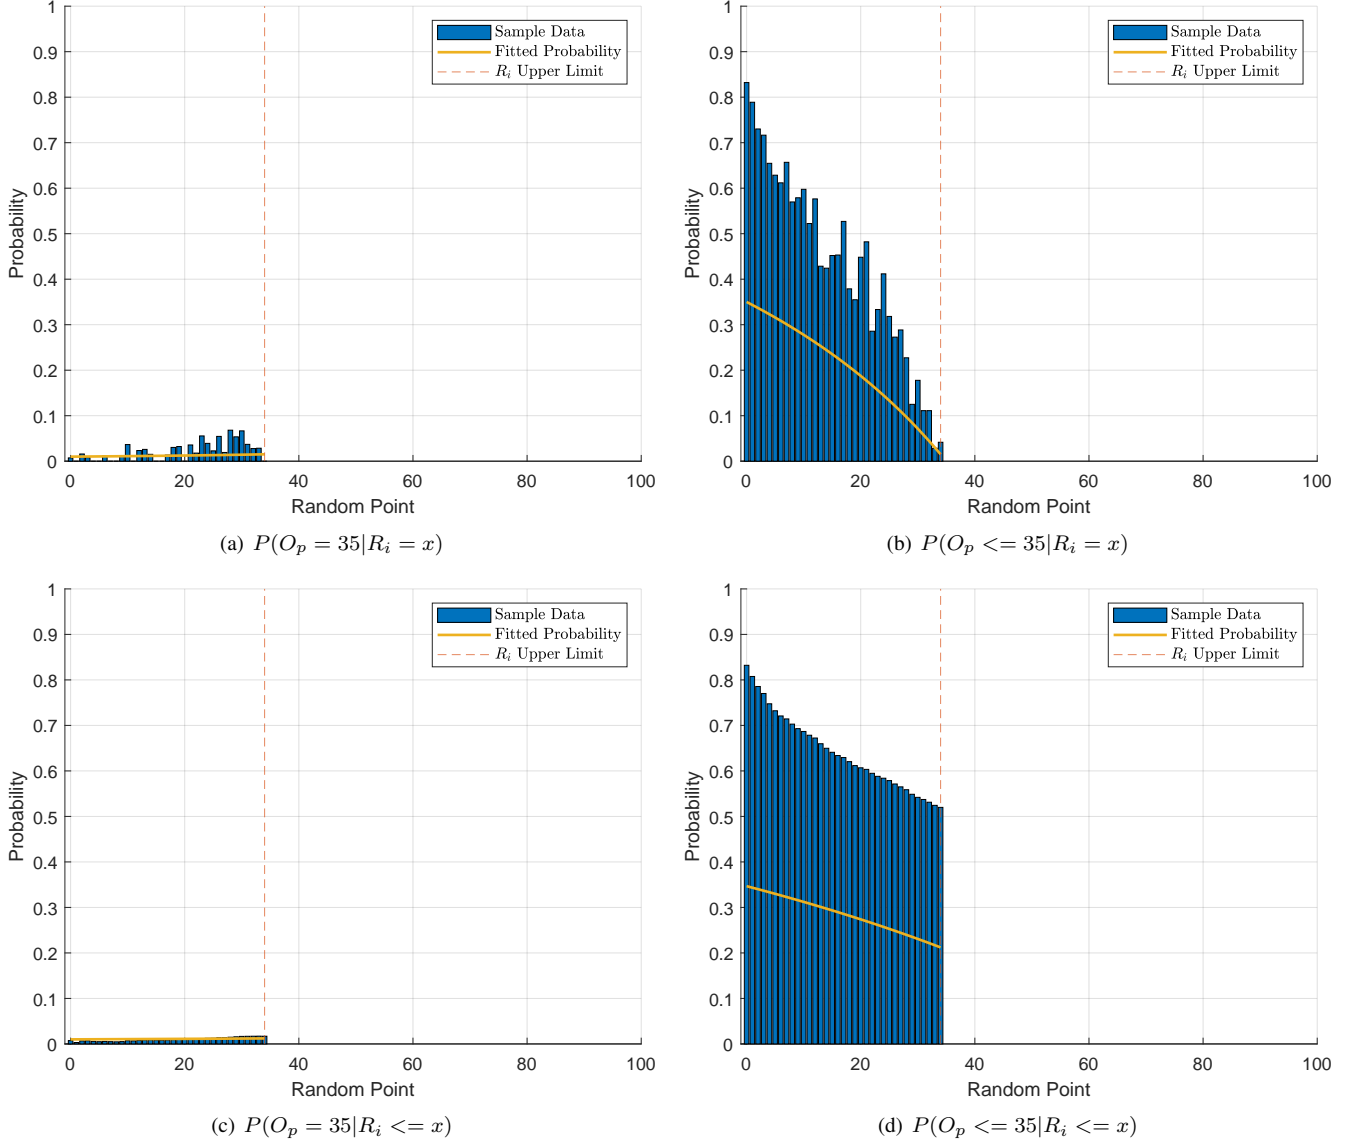 1
0.9
0.8
0.7
0.6
0.5
0.4
0.3
0.2
0.1
0
Probability
0 20 40 60 80 100
Random Point
Sample Data
Fitted Probability
R_i Upper Limit
(a) P(O_p = 35|R_i = x)
1
0.9
0.8
0.7
0.6
0.5
0.4
0.3
0.2
0.1
0
Probability
0 20 40 60 80 100
Random Point
Sample Data
Fitted Probability
R_i Upper Limit
(b) P(O_p <= 35|R_i = x)
1
0.9
0.8
0.7
0.6
0.5
0.4
0.3
0.2
0.1
0
Probability
0 20 40 60 80 100
Random Point
Sample Data
Fitted Probability
R_i Upper Limit
(c) P(O_p = 35|R_i <= x)
1
0.9
0.8
0.7
0.6
0.5
0.4
0.3
0.2
0.1
0
Probability
0 20 40 60 80 100
Random Point
Sample Data
Fitted Probability
R_i Upper Limit
(d) P(O_p <= 35|R_i <= x)